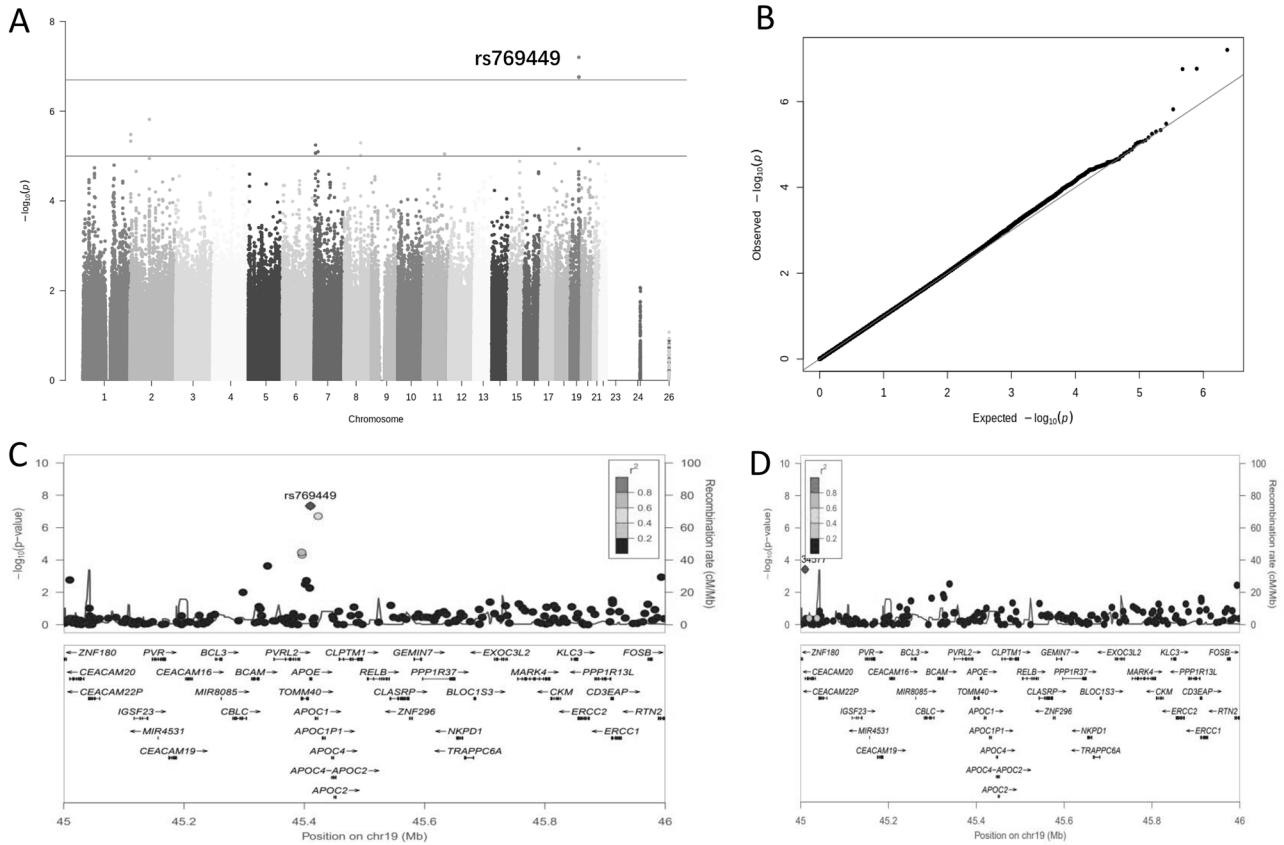 A
8
6
4
2
0
−log10(p)
rs769449
1 2 3 4 5 6 7 8 9 10 11 12 13 15 17 19 21 23 24 26
Chromosome
B
6
4
2
0
Observed −log10(p)
0 1 2 3 4 5 6
Expected −log10(p)
C
10
8
6
4
2
0
−log10(p−value)
rs769449
r2
0.8
0.6
0.4
0.2
100
80
60
40
20
0
Recombination rate (cM/Mb)
←ZNF180 PVR→ BCL3→ PVRL2→ CLPTM1→ GEMIN7→ ←EXOC3L2 KLC3→ FOSB→
←CEACAM20 CEACAM16→ BCAM→ APOE→ RELB→ PPP1R37→ MARK4→ ←PPP1R13L
←CEACAM22P MIR8085→ TOMM40→ CLASRP→ BLOC1S3→ ←CKM CD3EAP→
IGSF23→ CBLC→ APOC1→ ←ZNF296 ←ERCC2 ←RTN2
←MIR4531 APOC1P1→ ←NKPD1 ←ERCC1
CEACAM19→ APOC4→ ←TRAPPC6A
APOC4−APOC2→
APOC2→
45 45.2 45.4 45.6 45.8 46
Position on chr19 (Mb)
D
10
8
6
4
2
0
−log10(p−value)
r2
0.8
0.6
0.4
0.2
34577
100
80
60
40
20
0
Recombination rate (cM/Mb)
←ZNF180 PVR→ BCL3→ PVRL2→ CLPTM1→ GEMIN7→ ←EXOC3L2 KLC3→ FOSB→
←CEACAM20 CEACAM16→ BCAM→ APOE→ RELB→ PPP1R37→ MARK4→ ←PPP1R13L
←CEACAM22P MIR8085→ TOMM40→ CLASRP→ BLOC1S3→ ←CKM CD3EAP→
IGSF23→ CBLC→ APOC1→ ←ZNF296 ←ERCC2 ←RTN2
←MIR4531 APOC1P1→ ←NKPD1 ←ERCC1
CEACAM19→ APOC4→ ←TRAPPC6A
APOC4−APOC2→
APOC2→
45 45.2 45.4 45.6 45.8 46
Position on chr19 (Mb)